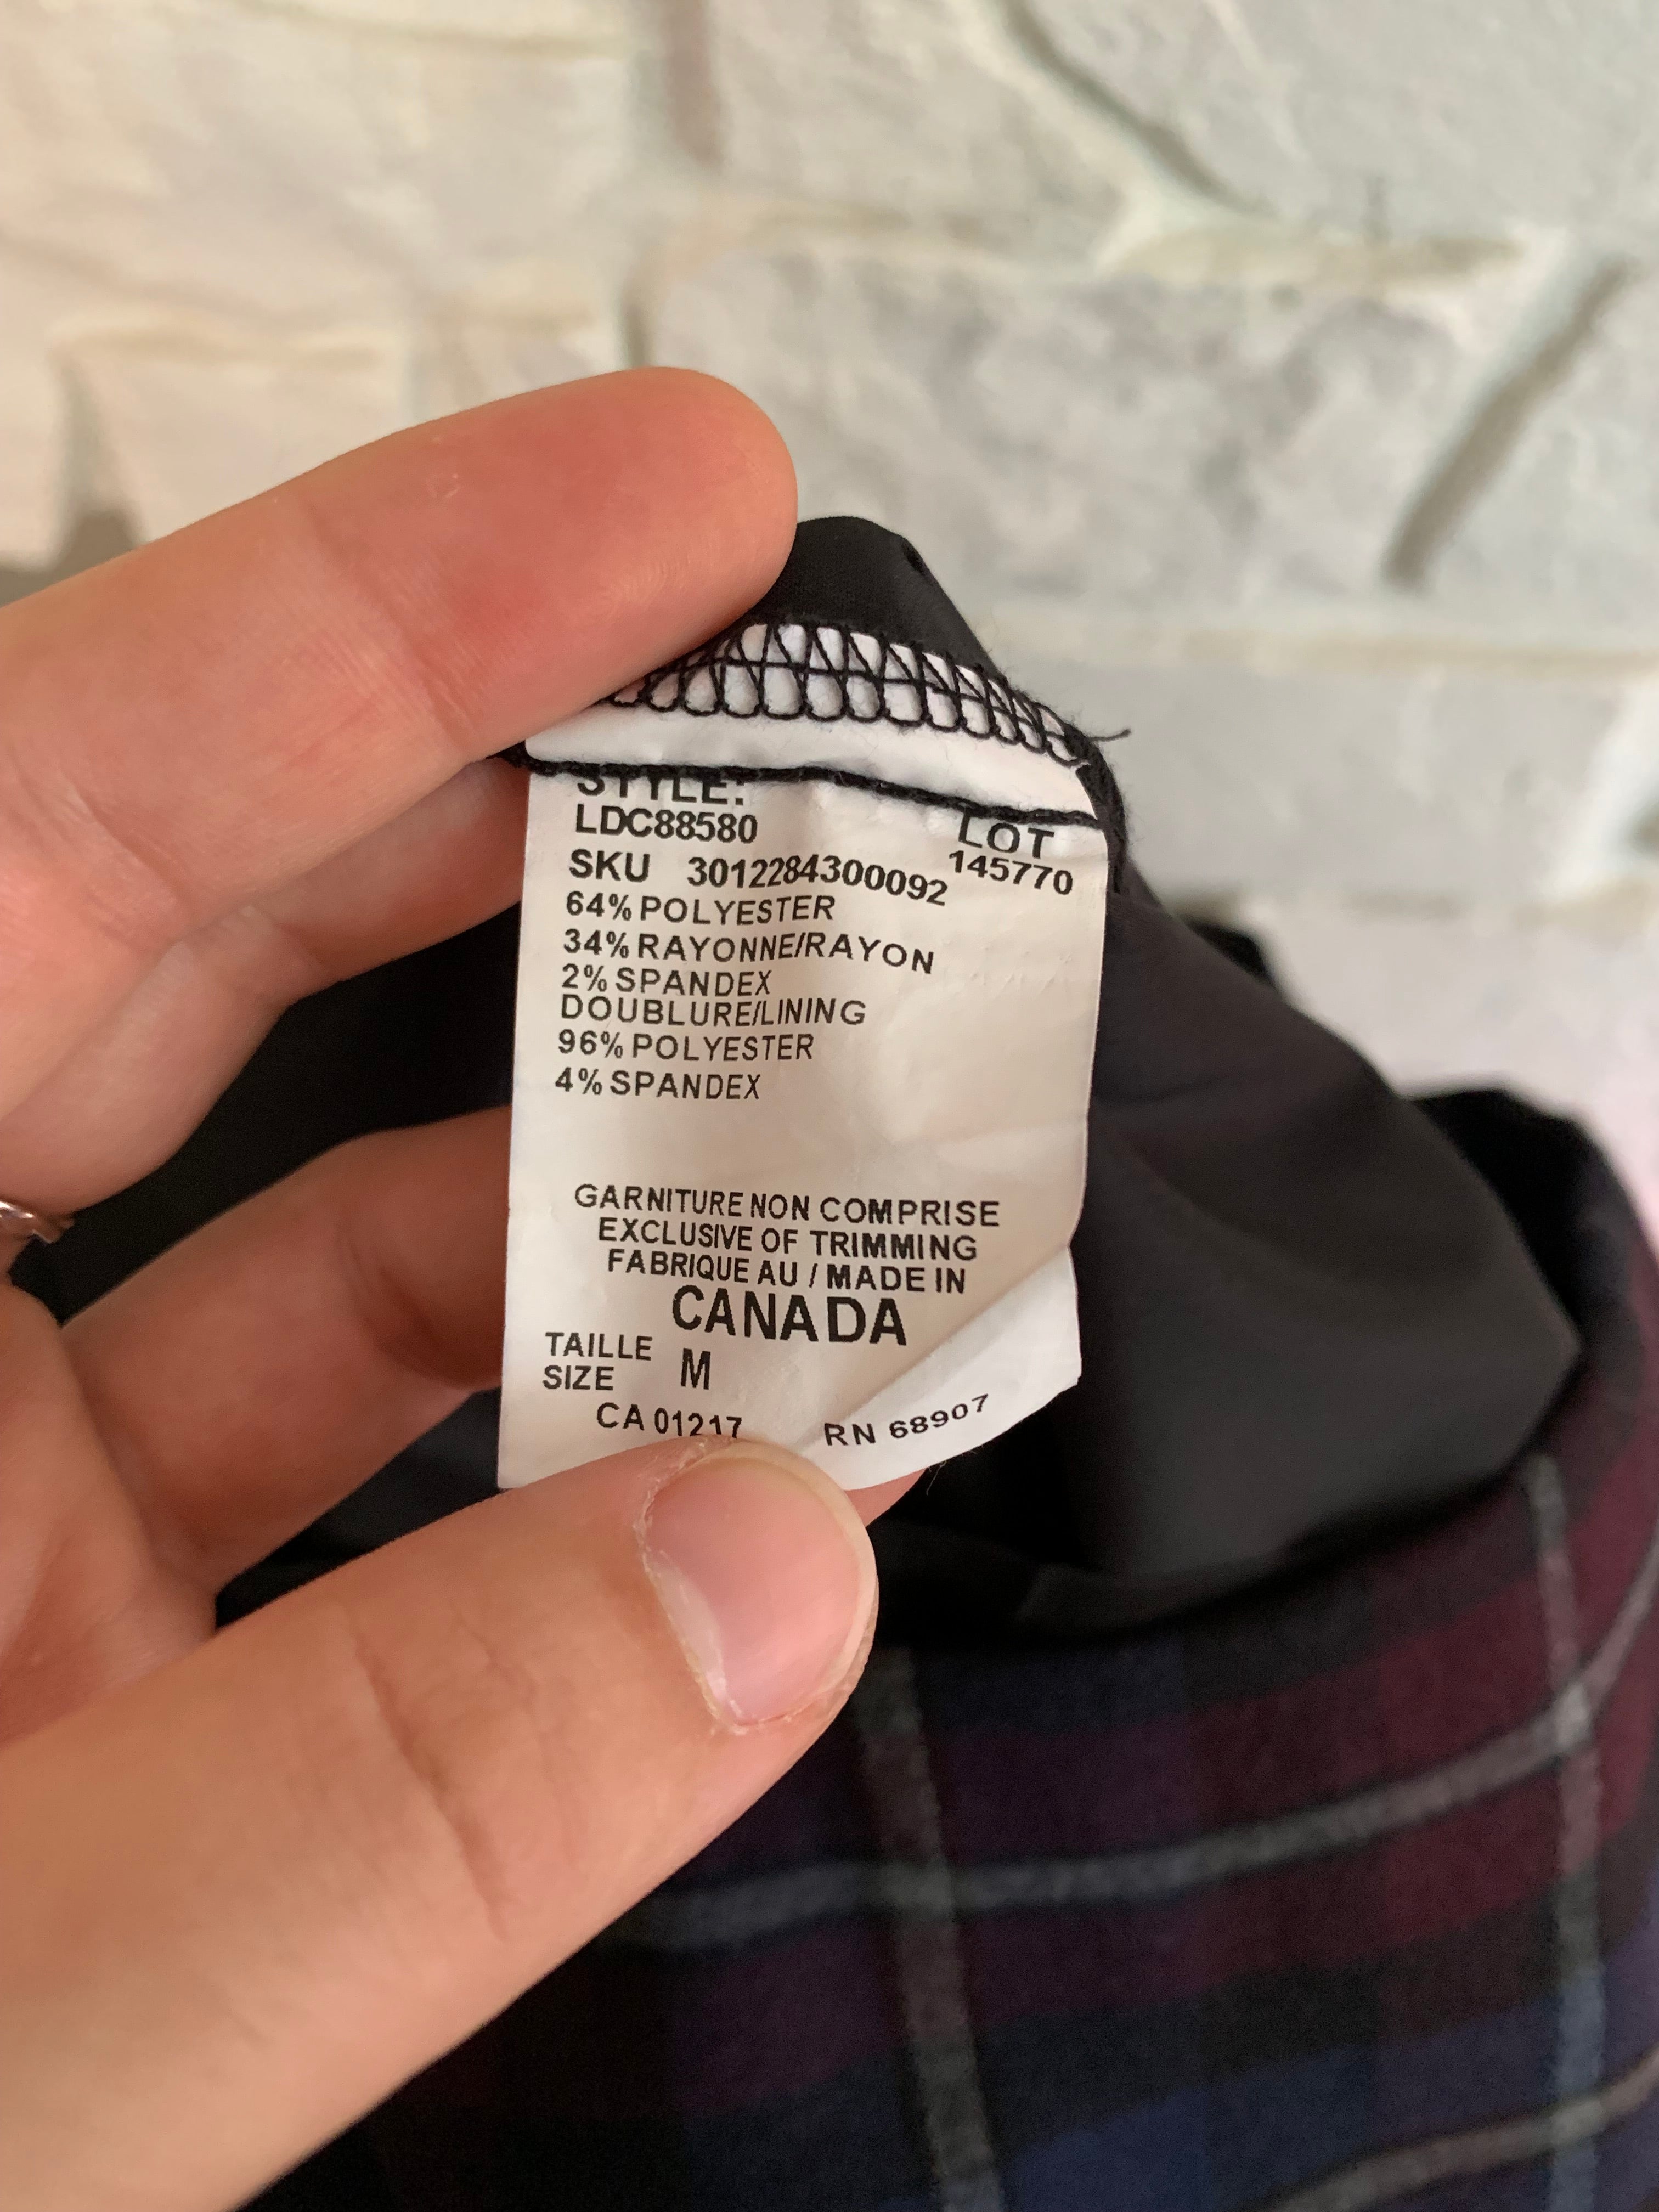 STYLE:
LDC88580 LOT
SKU 3012284300092 145770
64% POLYESTER
34% RAYONNE/RAYON
2% SPANDEX
DOUBLURE/LINING
96% POLYESTER
4% SPANDEX
GARNITURE NON COMPRISE
EXCLUSIVE OF TRIMMING
FABRIQUE AU / MADE IN
CANADA
TAILLE
SIZE M
CA 01217 RN 68907